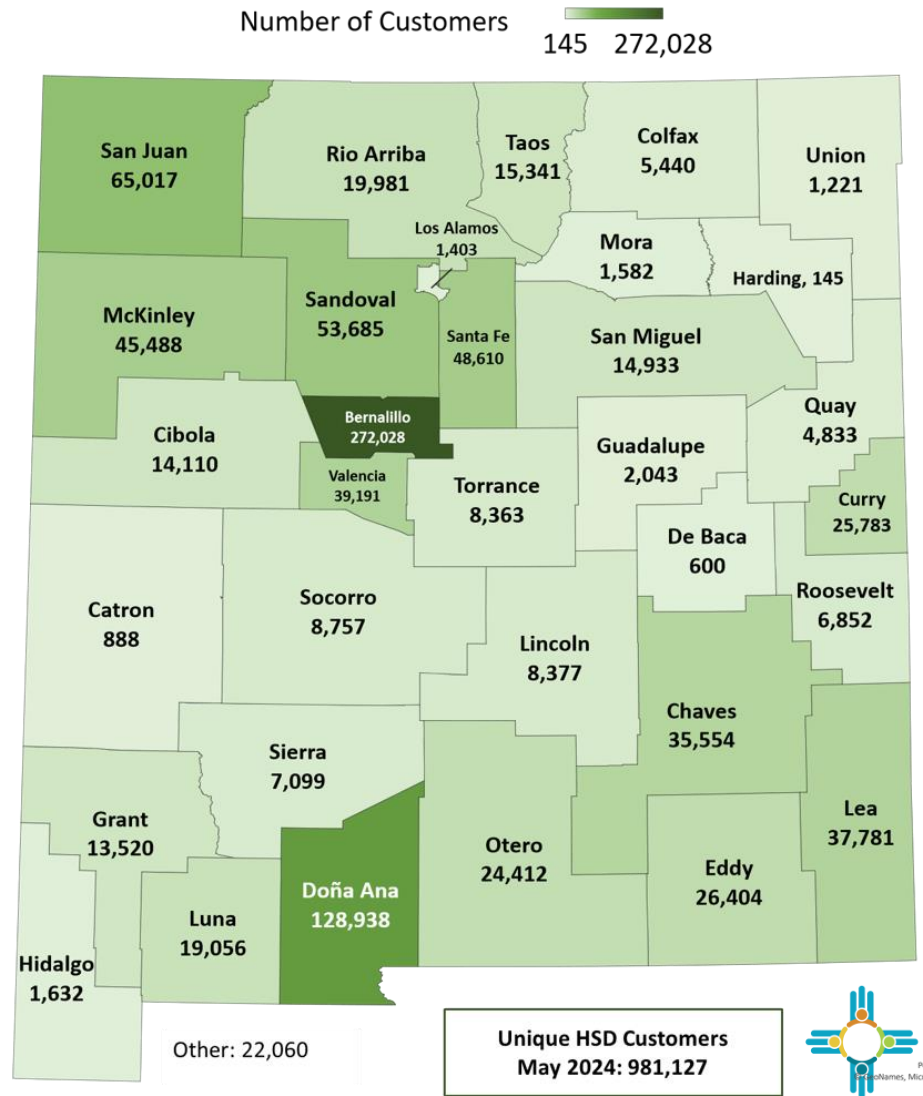 Number of Customers
145 272,028
San Juan
65,017
Rio Arriba
19,981
Taos
15,341
Colfax
5,440
Union
1,221
Los Alamos
1,403
Mora
1,582
Harding, 145
McKinley
45,488
Sandoval
53,685
Santa Fe
48,610
San Miguel
14,933
Quay
4,833
Cibola
14,110
Bernalillo
272,028
Valencia
39,191
Torrance
8,363
Guadalupe
2,043
Curry
25,783
De Baca
600
Roosevelt
6,852
Catron
888
Socorro
8,757
Lincoln
8,377
Chaves
35,554
Sierra
7,099
Grant
13,520
Doña Ana
128,938
Otero
24,412
Eddy
26,404
Lea
37,781
Luna
19,056
Hidalgo
1,632
Other: 22,060
Unique HSD Customers
May 2024: 981,127
P
GeoNames, Mic